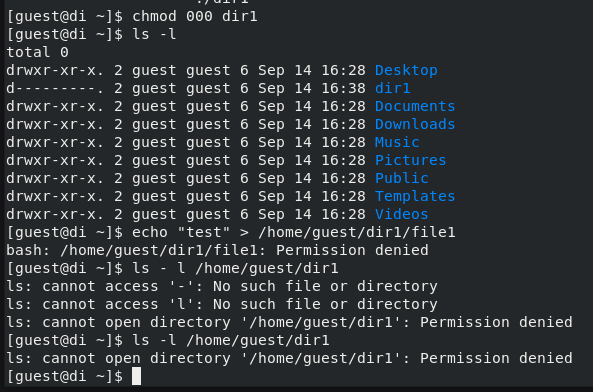 ./dir1
[guest@di ~]$ chmod 000 dir1
[guest@di ~]$ ls -l
total 0
drwxr-xr-x. 2 guest guest 6 Sep 14 16:28 Desktop
d---------. 2 guest guest 6 Sep 14 16:38 dir1
drwxr-xr-x. 2 guest guest 6 Sep 14 16:28 Documents
drwxr-xr-x. 2 guest guest 6 Sep 14 16:28 Downloads
drwxr-xr-x. 2 guest guest 6 Sep 14 16:28 Music
drwxr-xr-x. 2 guest guest 6 Sep 14 16:28 Pictures
drwxr-xr-x. 2 guest guest 6 Sep 14 16:28 Public
drwxr-xr-x. 2 guest guest 6 Sep 14 16:28 Templates
drwxr-xr-x. 2 guest guest 6 Sep 14 16:28 Videos
[guest@di ~]$ echo "test" > /home/guest/dir1/file1
bash: /home/guest/dir1/file1: Permission denied
[guest@di ~]$ ls - l /home/guest/dir1
ls: cannot access '-': No such file or directory
ls: cannot access 'l': No such file or directory
ls: cannot open directory '/home/guest/dir1': Permission denied
[guest@di ~]$ ls -l /home/guest/dir1
ls: cannot open directory '/home/guest/dir1': Permission denied
[guest@di ~]$